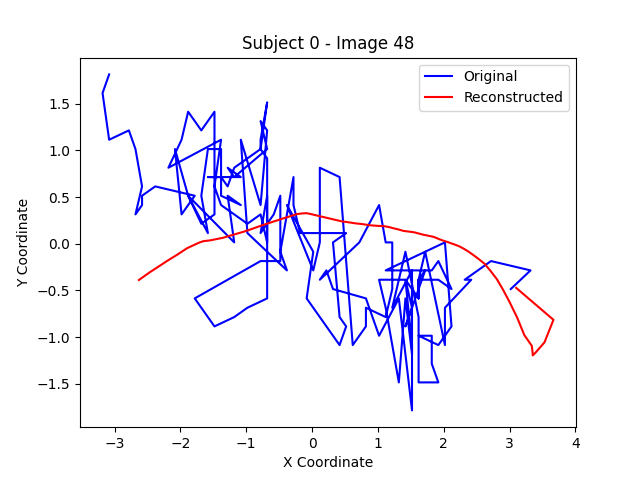 Subject 0 - Image 48
Original
Reconstructed
1.5
1.0
0.5
0.0
−0.5
−1.0
−1.5
Y Coordinate
−3 −2 −1 0 1 2 3 4
X Coordinate